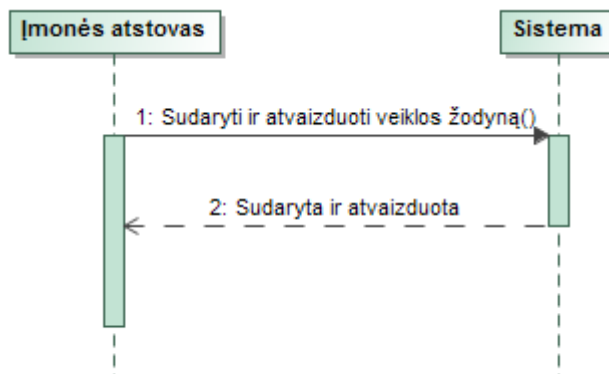 Įmonės atstovas
Sistema
1: Sudaryti ir atvaizduoti veiklos žodyną()
2: Sudaryta ir atvaizduota